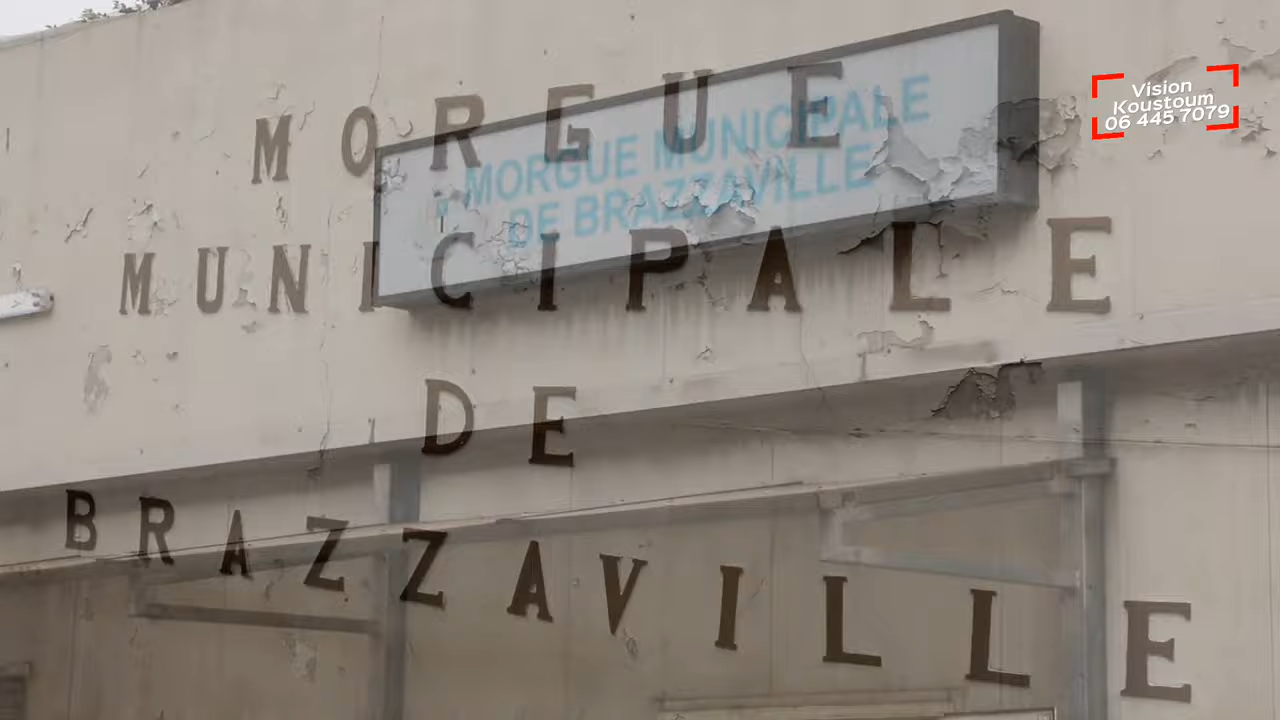 MORGUE
MUNICIPALE
DE
BRAZZAVILLE
MORGUE MUNICIPALE
DE BRAZZAVILLE
Vision
Koustoum
06 445 7079